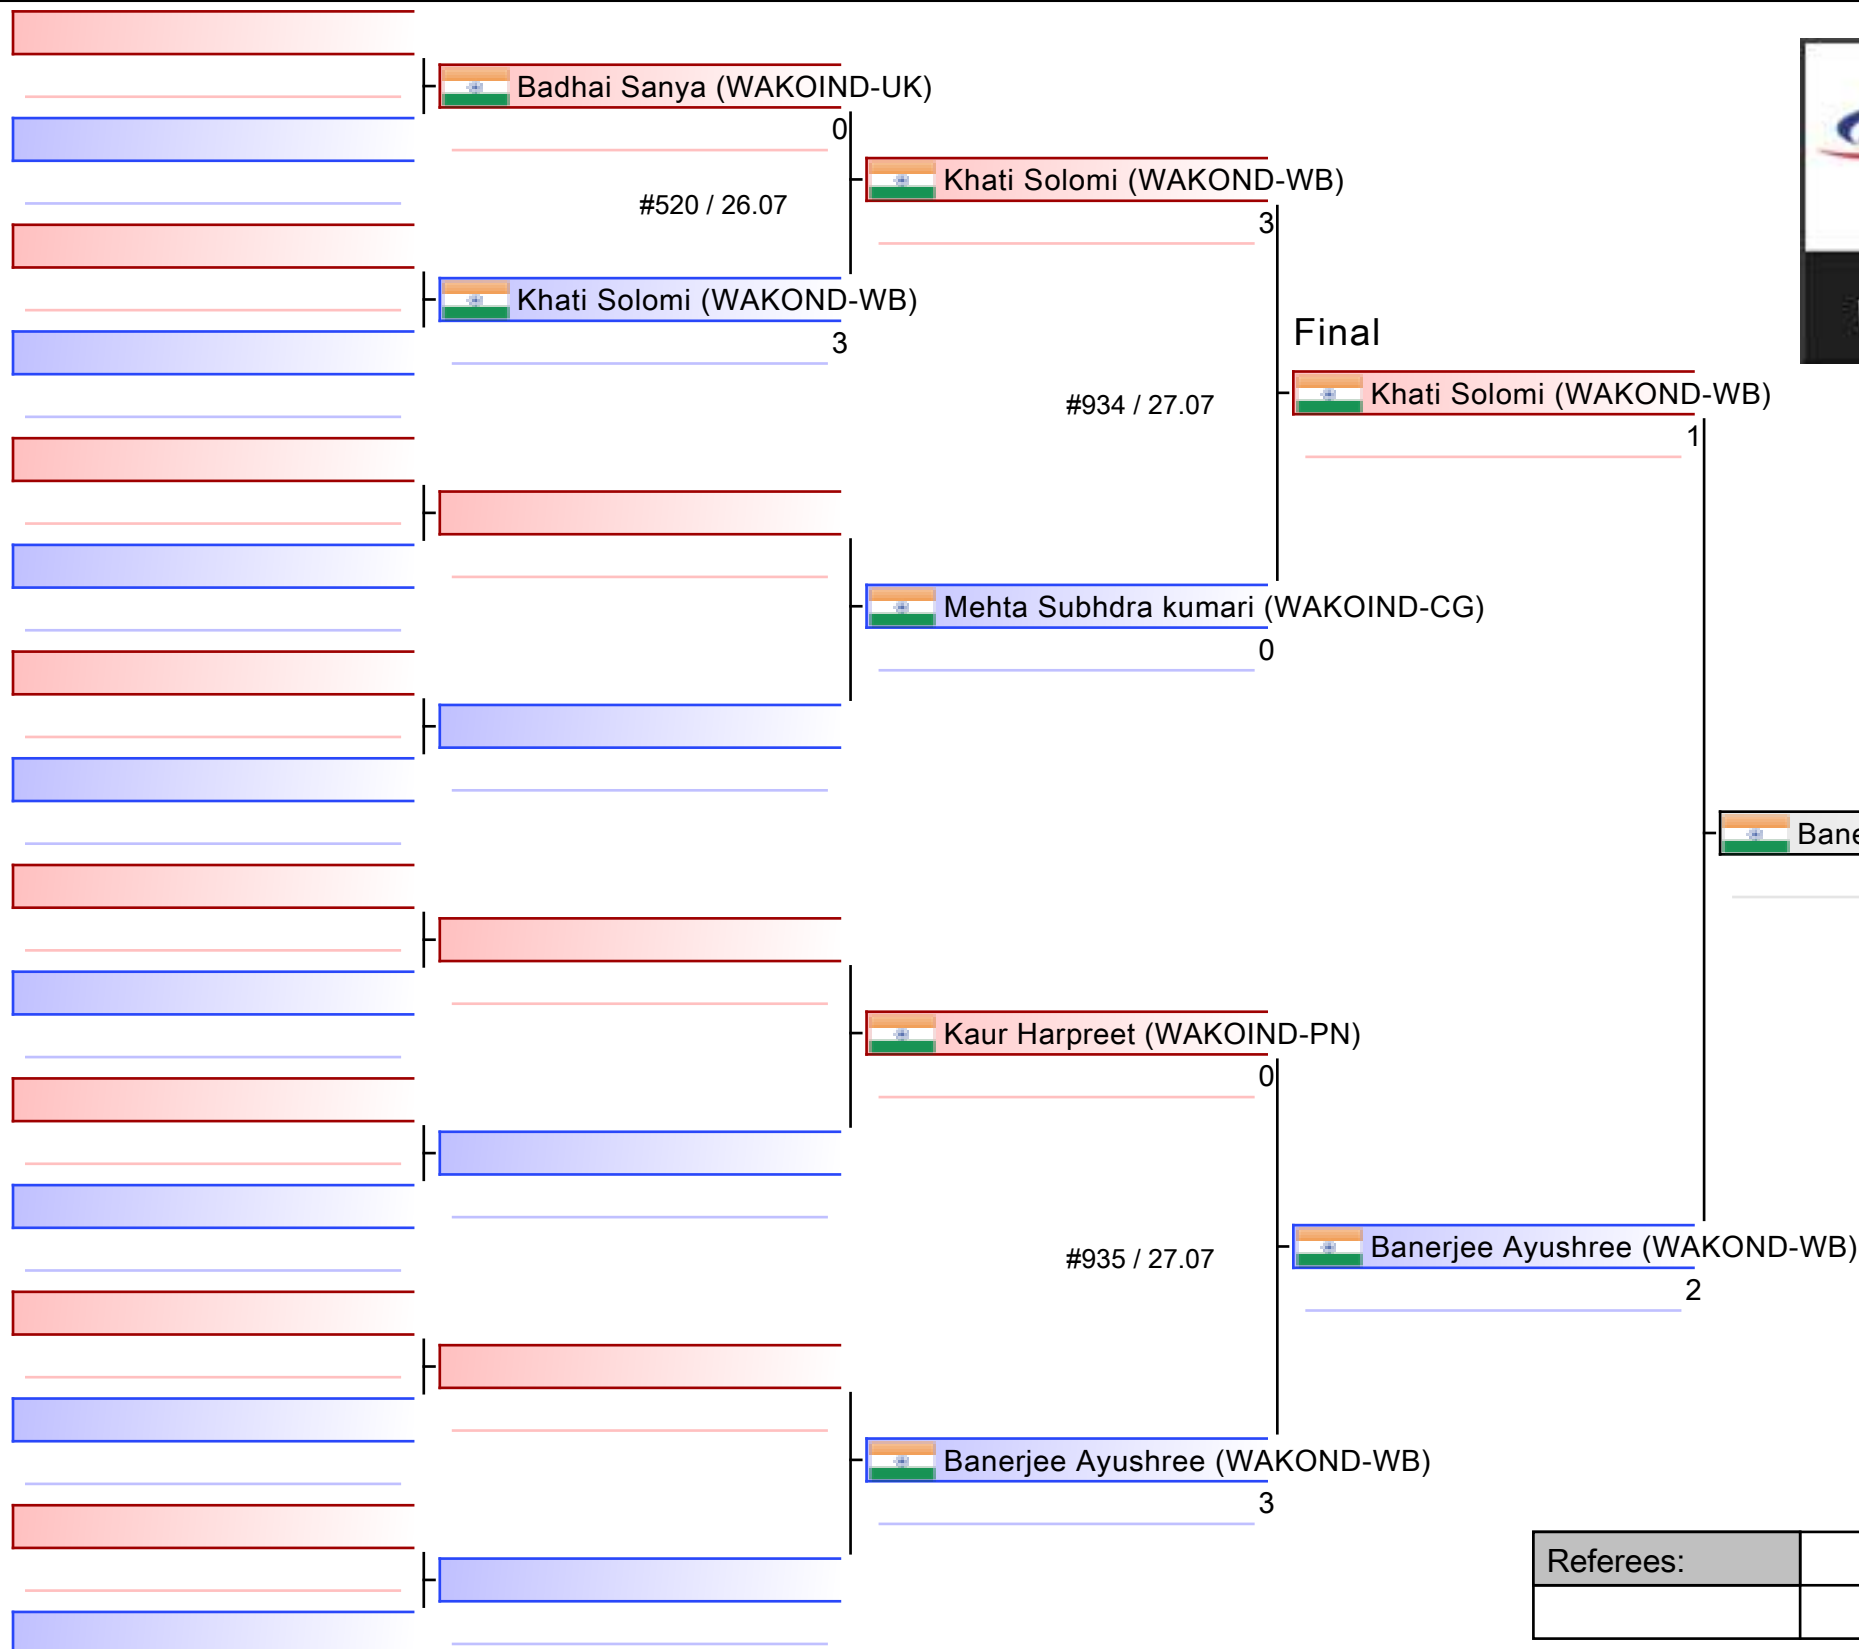 Badhai Sanya (WAKOIND-UK)
0
#520 / 26.07
Khati Solomi (WAKOND-WB)
3
Khati Solomi (WAKOND-WB)
3
#934 / 27.07
Mehta Subhdra kumari (WAKOIND-CG)
0
Final
Khati Solomi (WAKOND-WB)
1
Kaur Harpreet (WAKOIND-PN)
0
#935 / 27.07
Banerjee Ayushree (WAKOND-WB)
3
Banerjee Ayushree (WAKOND-WB)
2
Bane
Referees: